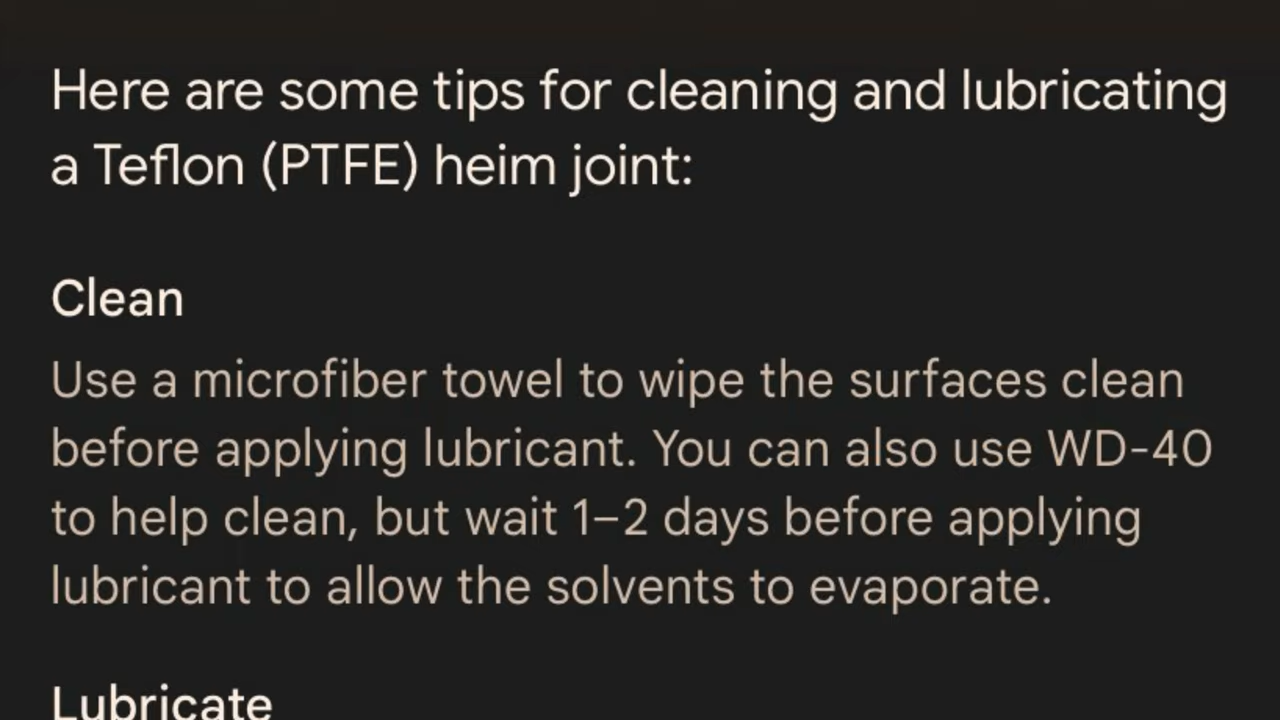 Here are some tips for cleaning and lubricating
a Teflon (PTFE) heim joint:
Clean
Use a microfiber towel to wipe the surfaces clean
before applying lubricant. You can also use WD-40
to help clean, but wait 1–2 days before applying
lubricant to allow the solvents to evaporate.
Lubricate